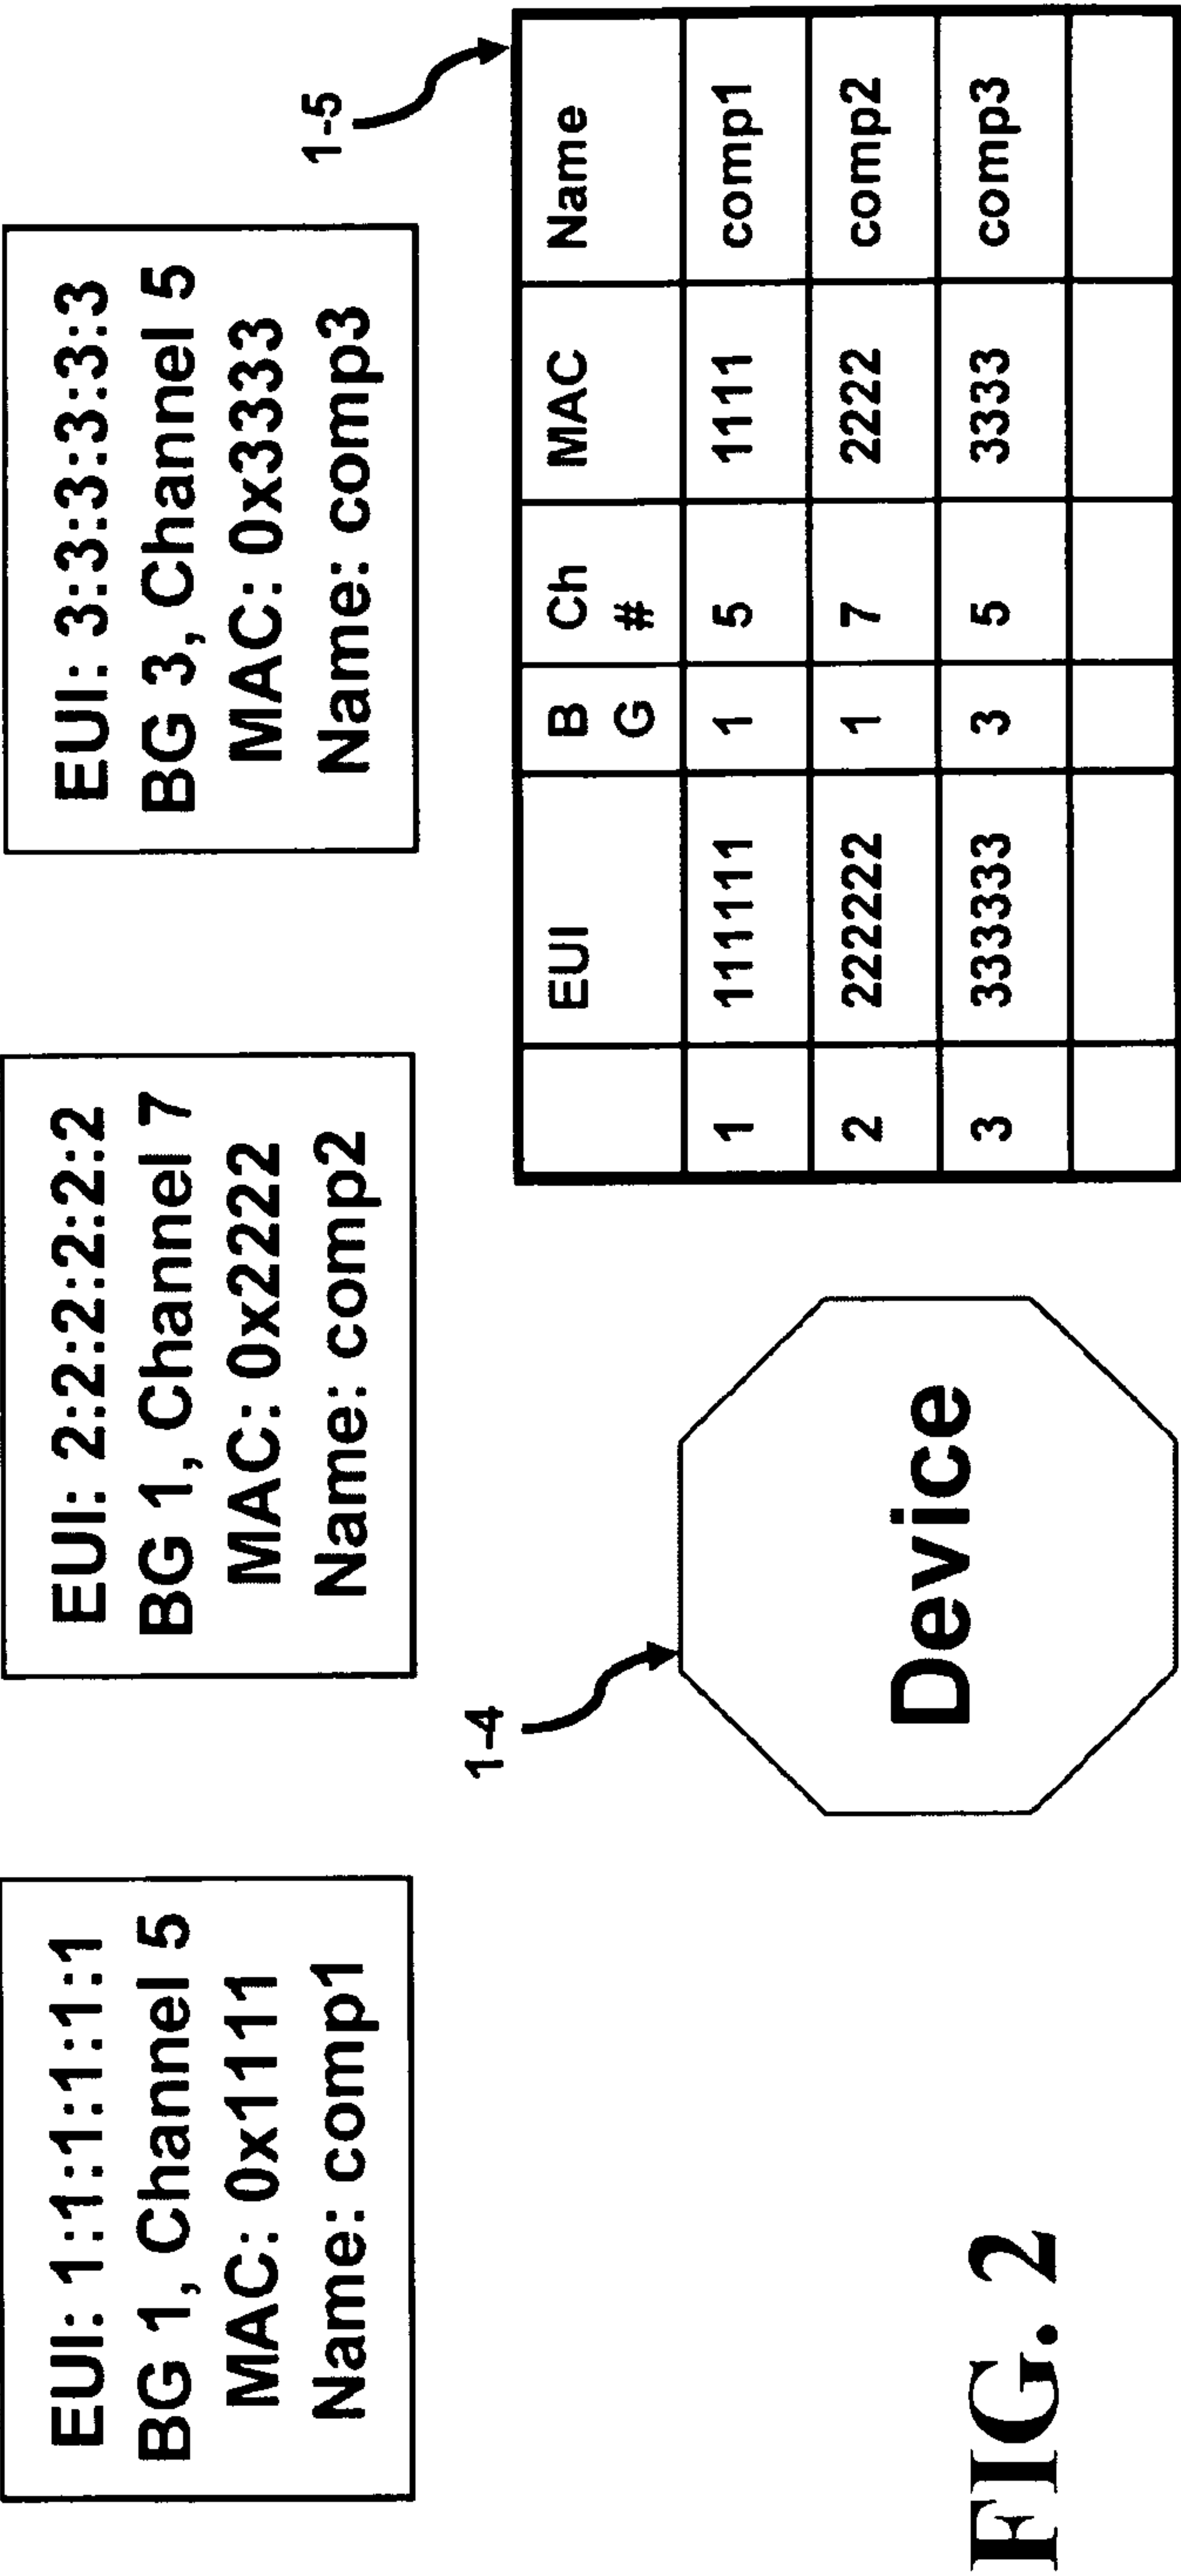 EUI: 1:1:1:1:1:1
BG 1, Channel 5
MAC: 0x1111
Name: comp1
EUI: 2:2:2:2:2:2
BG 1, Channel 7
MAC: 0x2222
Name: comp2
EUI: 3:3:3:3:3:3
BG 3, Channel 5
MAC: 0x3333
Name: comp3
1-4
Device
1-5
EUI B G Ch # MAC Name
1 111111 1 5 1111 comp1
2 222222 1 7 2222 comp2
3 333333 3 5 3333 comp3
FIG. 2